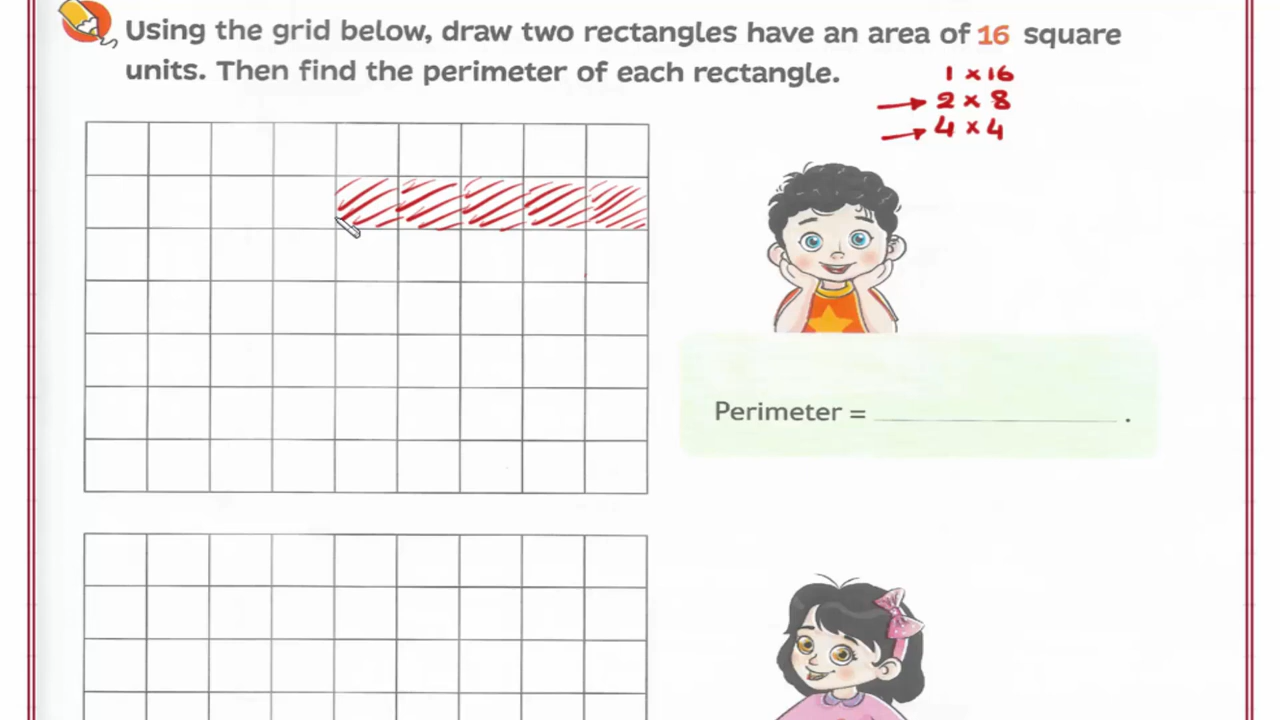 Using the grid below, draw two rectangles have an area of 16 square
units. Then find the perimeter of each rectangle.
1 × 16
2 × 8
4 × 4
Perimeter = .